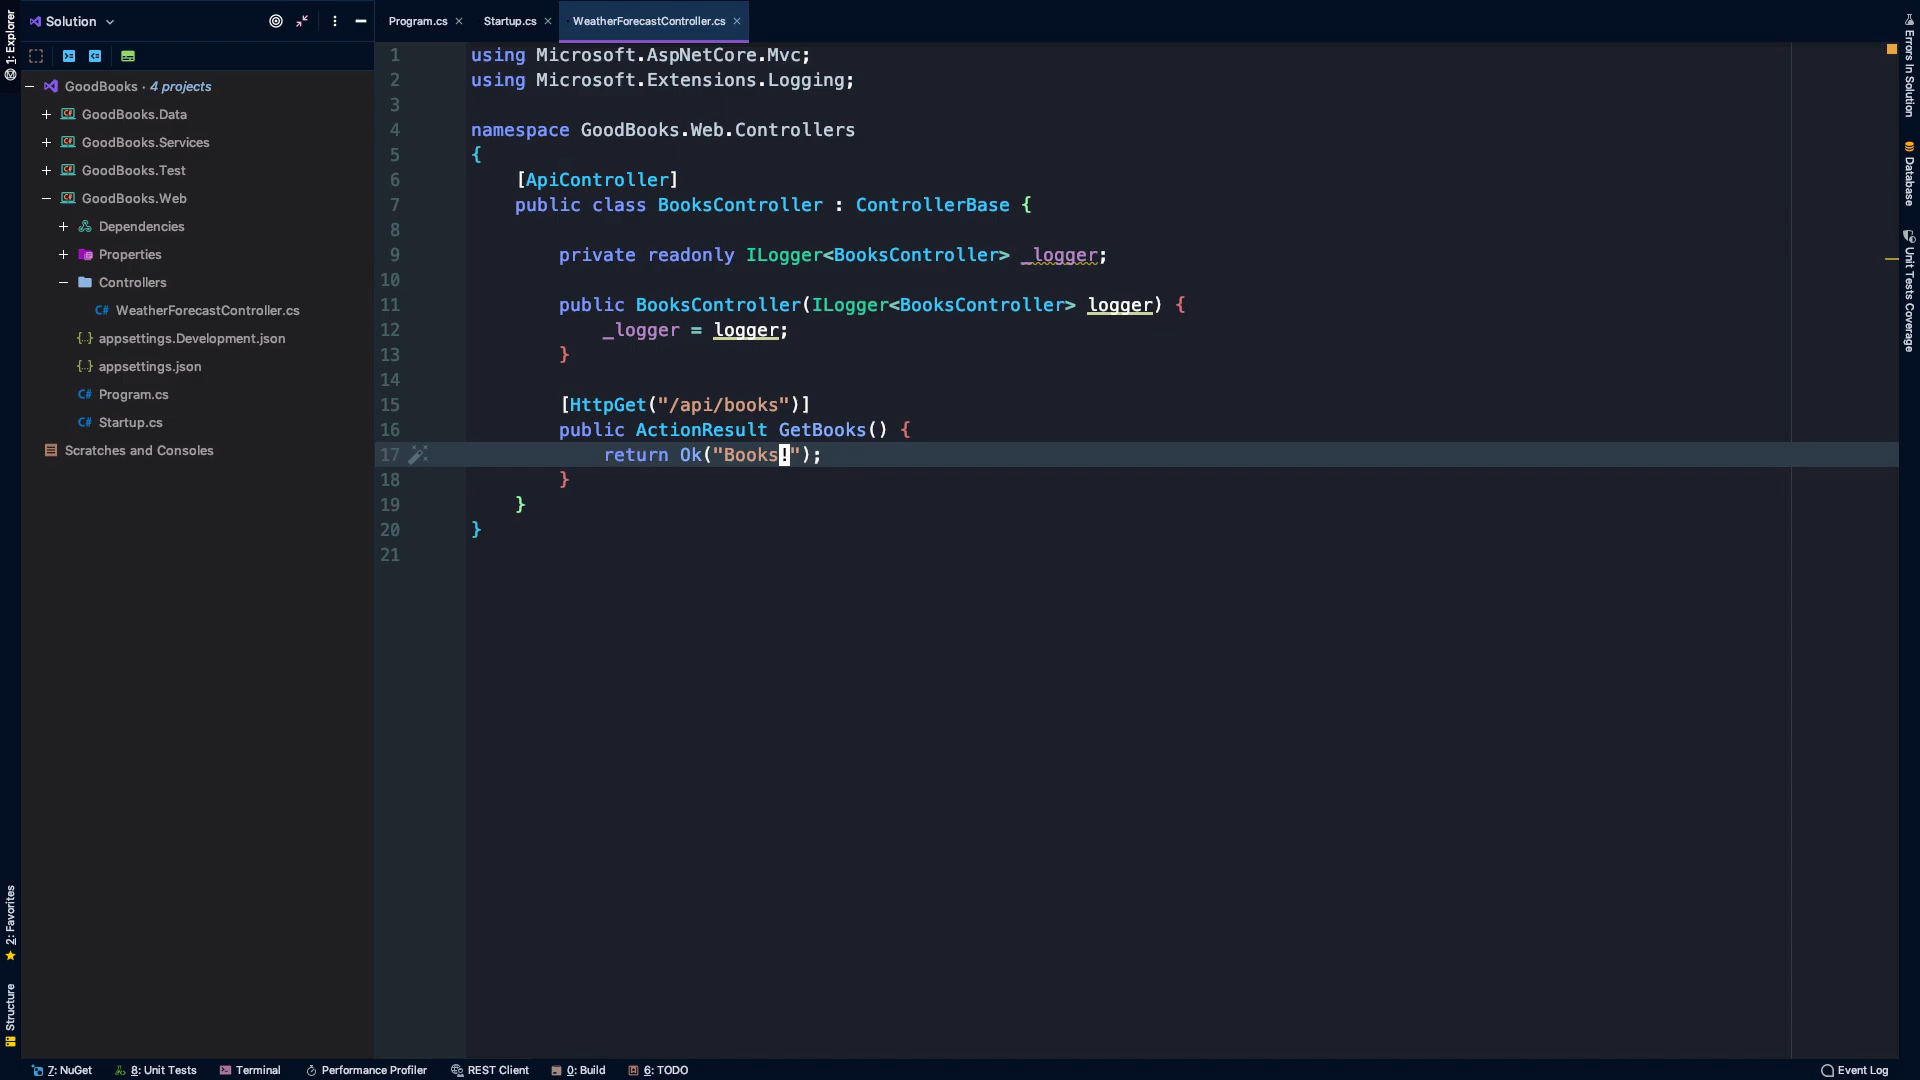 1: Explorer
Solution
GoodBooks · 4 projects
GoodBooks.Data
GoodBooks.Services
GoodBooks.Test
GoodBooks.Web
Dependencies
Properties
Controllers
C# WeatherForecastController.cs
{..} appsettings.Development.json
{..} appsettings.json
C# Program.cs
C# Startup.cs
Scratches and Consoles
2: Favorites
Structure
Program.cs
Startup.cs
WeatherForecastController.cs
1 using Microsoft.AspNetCore.Mvc;
2 using Microsoft.Extensions.Logging;
3
4 namespace GoodBooks.Web.Controllers
5 {
6 [ApiController]
7 public class BooksController : ControllerBase {
8
9 private readonly ILogger<BooksController> _logger;
10
11 public BooksController(ILogger<BooksController> logger) {
12 _logger = logger;
13 }
14
15 [HttpGet("/api/books")]
16 public ActionResult GetBooks() {
17 return Ok("Books!");
18 }
19 }
20 }
21
Errors In Solution
Database
Unit Tests Coverage
7: NuGet
8: Unit Tests
Terminal
Performance Profiler
REST Client
0: Build
6: TODO
Event Log